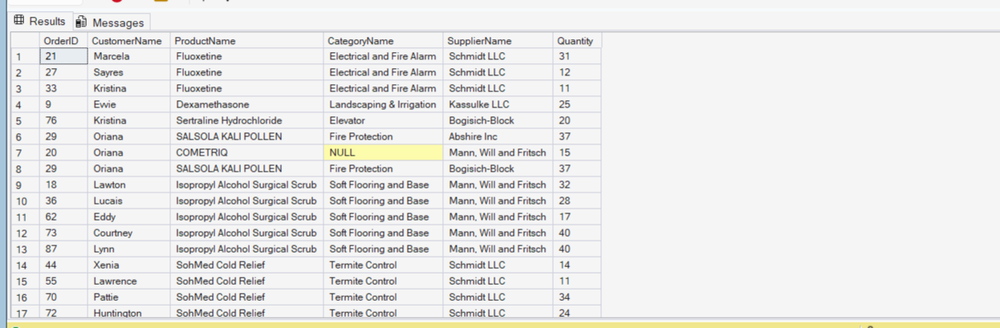 Results Messages
OrderID CustomerName ProductName CategoryName SupplierName Quantity
1 21 Marcela Fluoxetine Electrical and Fire Alarm Schmidt LLC 31
2 27 Sayres Fluoxetine Electrical and Fire Alarm Schmidt LLC 12
3 33 Kristina Fluoxetine Electrical and Fire Alarm Schmidt LLC 11
4 9 Evvie Dexamethasone Landscaping & Irrigation Kassulke LLC 25
5 76 Kristina Sertraline Hydrochloride Elevator Bogisich-Block 20
6 29 Oriana SALSOLA KALI POLLEN Fire Protection Abshire Inc 37
7 20 Oriana COMETRIQ NULL Mann, Will and Fritsch 15
8 29 Oriana SALSOLA KALI POLLEN Fire Protection Bogisich-Block 37
9 18 Lawton Isopropyl Alcohol Surgical Scrub Soft Flooring and Base Mann, Will and Fritsch 32
10 36 Lucais Isopropyl Alcohol Surgical Scrub Soft Flooring and Base Mann, Will and Fritsch 28
11 62 Eddy Isopropyl Alcohol Surgical Scrub Soft Flooring and Base Mann, Will and Fritsch 17
12 73 Courtney Isopropyl Alcohol Surgical Scrub Soft Flooring and Base Mann, Will and Fritsch 40
13 87 Lynn Isopropyl Alcohol Surgical Scrub Soft Flooring and Base Mann, Will and Fritsch 40
14 44 Xenia SohMed Cold Relief Termite Control Schmidt LLC 14
15 55 Lawrence SohMed Cold Relief Termite Control Schmidt LLC 11
16 70 Pattie SohMed Cold Relief Termite Control Schmidt LLC 34
17 72 Huntington SohMed Cold Relief Termite Control Schmidt LLC 24